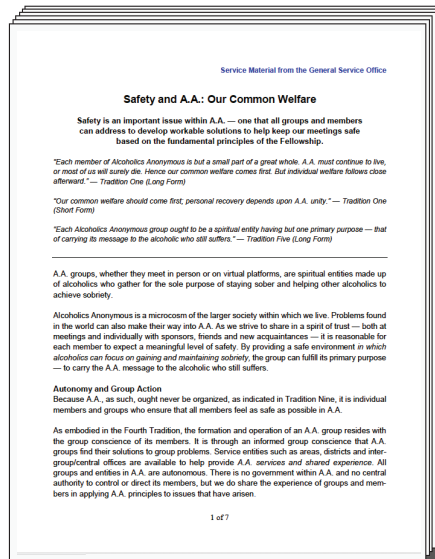 Service Material from the General Service Office
Safety and A.A.: Our Common Welfare
Safety is an important issue within A.A. — one that all groups and members
can address to develop workable solutions to help keep our meetings safe
based on the fundamental principles of the Fellowship.
"Each member of Alcoholics Anonymous is but a small part of a great whole. A.A. must continue to live,
or most of us will surely die. Hence our common welfare comes first. But individual welfare follows close
afterward." — Tradition One (Long Form)
"Our common welfare should come first; personal recovery depends upon A.A. unity." — Tradition One
(Short Form)
"Each Alcoholics Anonymous group ought to be a spiritual entity having but one primary purpose — that
of carrying its message to the alcoholic who still suffers." — Tradition Five (Long Form)
A.A. groups, whether they meet in person or on virtual platforms, are spiritual entities made up
of alcoholics who gather for the sole purpose of staying sober and helping other alcoholics to
achieve sobriety.
Alcoholics Anonymous is a microcosm of the larger society within which we live. Problems found
in the world can also make their way into A.A. As we strive to share in a spirit of trust — both at
meetings and individually with sponsors, friends and new acquaintances — it is reasonable for
each member to expect a meaningful level of safety. By providing a safe environment in which
alcoholics can focus on gaining and maintaining sobriety, the group can fulfill its primary purpose
— to carry the A.A. message to the alcoholic who still suffers.
Autonomy and Group Action
Because A.A., as such, ought never be organized, as indicated in Tradition Nine, it is individual
members and groups who ensure that all members feel as safe as possible in A.A.
As embodied in the Fourth Tradition, the formation and operation of an A.A. group resides with
the group conscience of its members. It is through an informed group conscience that A.A.
groups find their solutions to group problems. Service entities such as areas, districts and inter-
group/central offices are available to help provide A.A. services and shared experience. All
groups and entities in A.A. are autonomous. There is no government within A.A. and no central
authority to control or direct its members, but we do share the experience of groups and mem-
bers in applying A.A. principles to issues that have arisen.
1 of 7